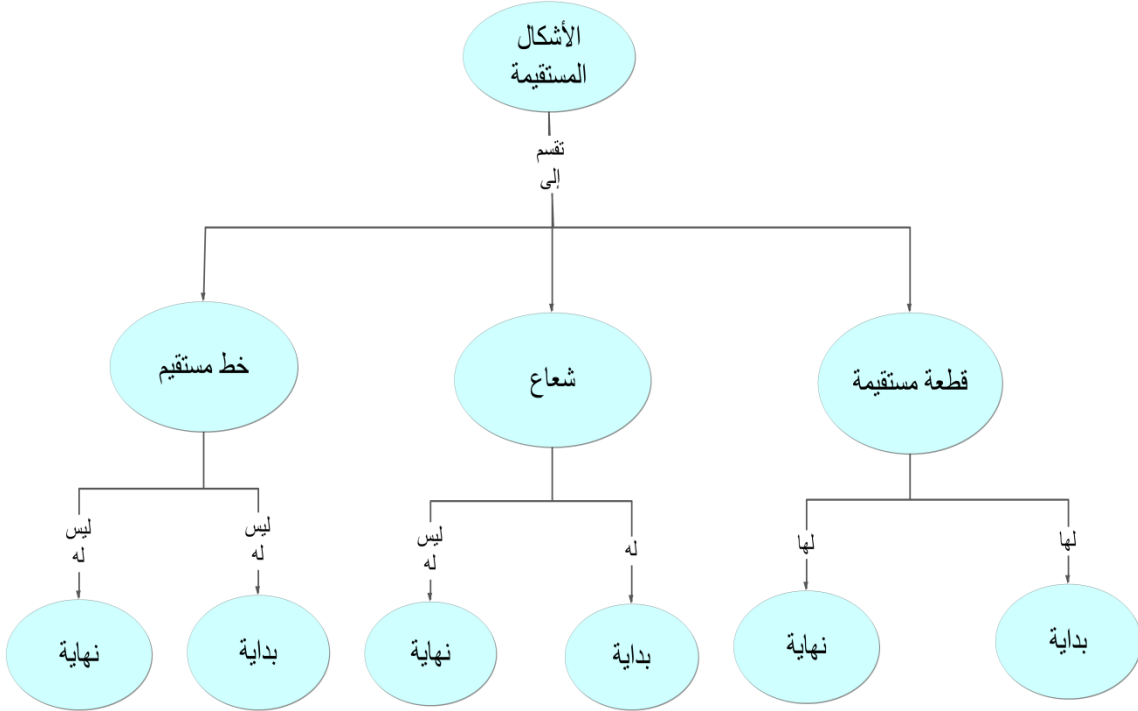 الأشكال
المستقيمة
تقسم
إلى
قطعة مستقيمة
شعاع
خط مستقيم
لها
لها
له
ليس
له
ليس
له
ليس
له
بداية
نهاية
بداية
نهاية
بداية
نهاية